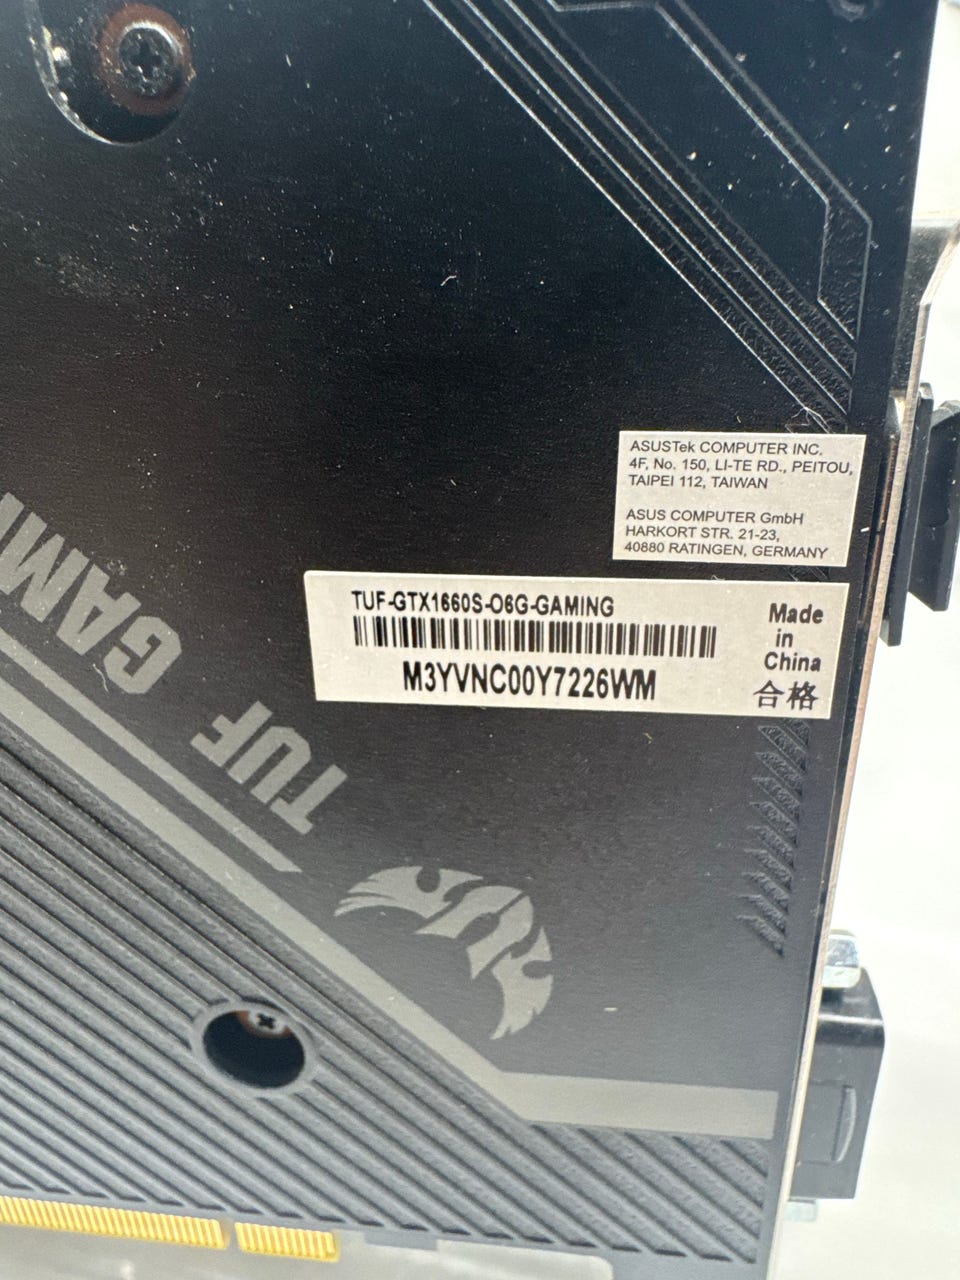 ASUSTek COMPUTER INC.
4F, No. 150, LI-TE RD., PEITOU,
TAIPEI 112, TAIWAN
ASUS COMPUTER GmbH
HARKORT STR. 21-23,
40880 RATINGEN, GERMANY
TUF-GTX1660S-O6G-GAMING
M3YVNC00Y7226WM
Made
in
China
合格
TUF GAMI